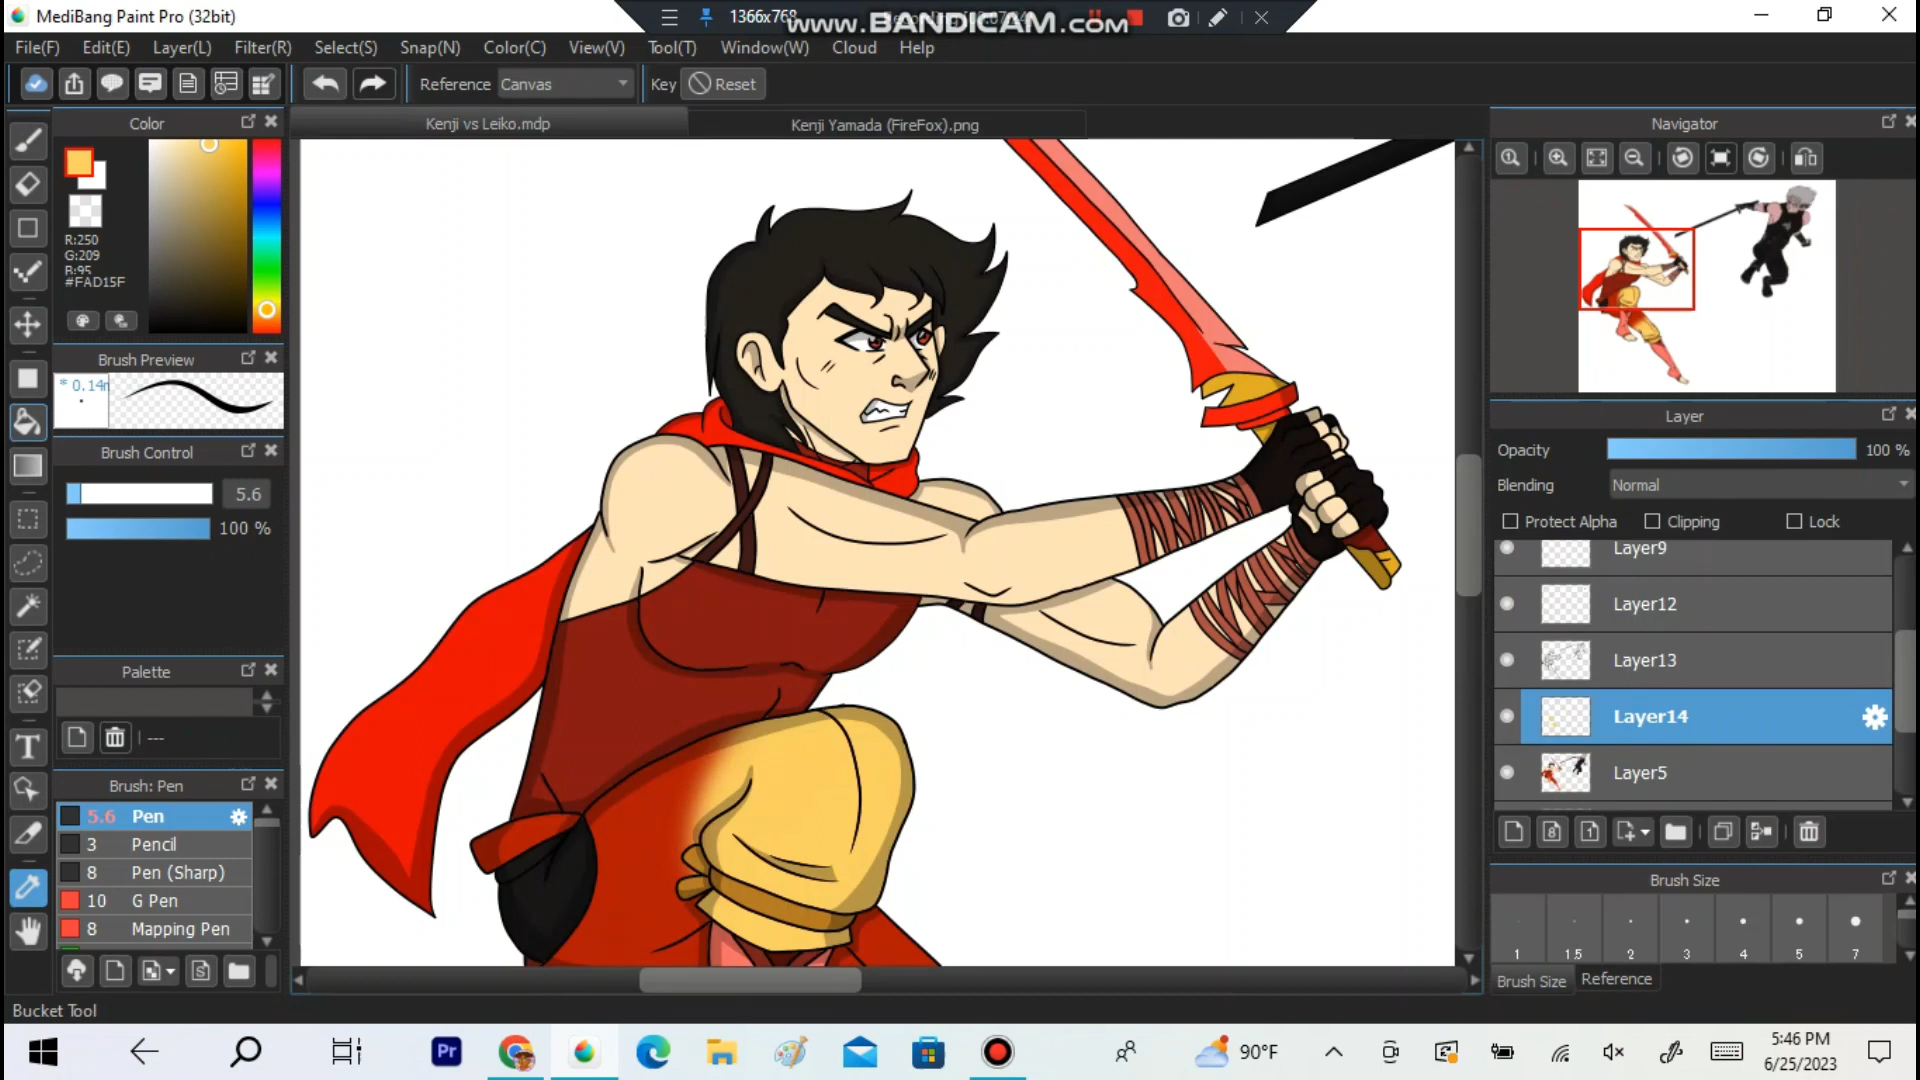 MediBang Paint Pro (32bit)
1366x768
www.BANDICAM.com
File(F) Edit(E) Layer(L) Filter(R) Select(S) Snap(N) Color(C) View(V) Tool(T) Window(W) Cloud Help
Reference Canvas Key Reset
Color
Kenji vs Leiko.mdp
Kenji Yamada (FireFox).png
Navigator
R:250
G:209
B:95
#FAD15F
Brush Preview
* 0.14m
Brush Control
5.6
100 %
Palette
---
Brush: Pen
5.6 Pen
3 Pencil
8 Pen (Sharp)
10 G Pen
8 Mapping Pen
Layer
Opacity 100 %
Blending Normal
Protect Alpha Clipping Lock
Layer9
Layer12
Layer13
Layer14
Layer5
Brush Size
1 1.5 2 3 4 5 7
Brush Size Reference
Bucket Tool
Pr
90°F
5:46 PM
6/25/2023